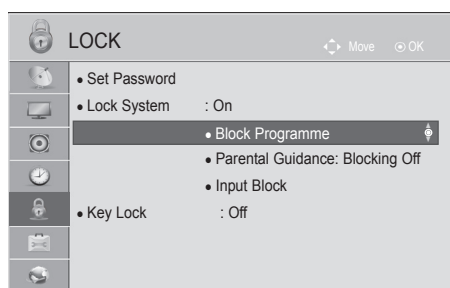 LOCK
Move OK
• Set Password
• Lock System : On
• Block Programme
• Parental Guidance: Blocking Off
• Input Block
• Key Lock : Off